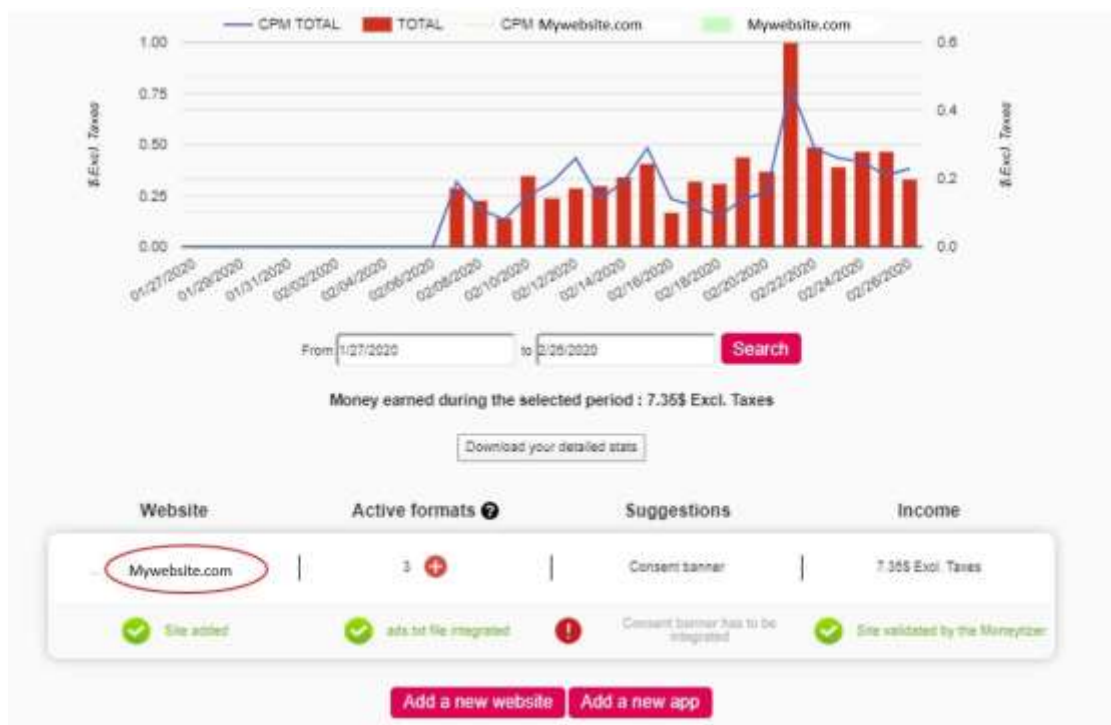 CPM TOTAL TOTAL CPM Mywebsite.com Mywebsite.com
1.00 0.6
0.75
0.4
0.50
$ Excl. Taxes $ Excl. Taxes
0.25 0.2
0.00 0.0
01/27/2020 01/29/2020 01/31/2020 02/02/2020 02/04/2020 02/06/2020 02/08/2020 02/10/2020 02/12/2020 02/14/2020 02/16/2020 02/18/2020 02/20/2020 02/22/2020 02/24/2020 02/26/2020
From 1/27/2020 to 2/26/2020 Search
Money earned during the selected period : 7.35$ Excl. Taxes
Download your detailed stats
Website Active formats ? Suggestions Income
Mywebsite.com 3 Consent banner 7.35$ Excl. Taxes
Site added ads.txt file integrated Consent banner has to be integrated Site validated by the Moneytizer
Add a new website Add a new app